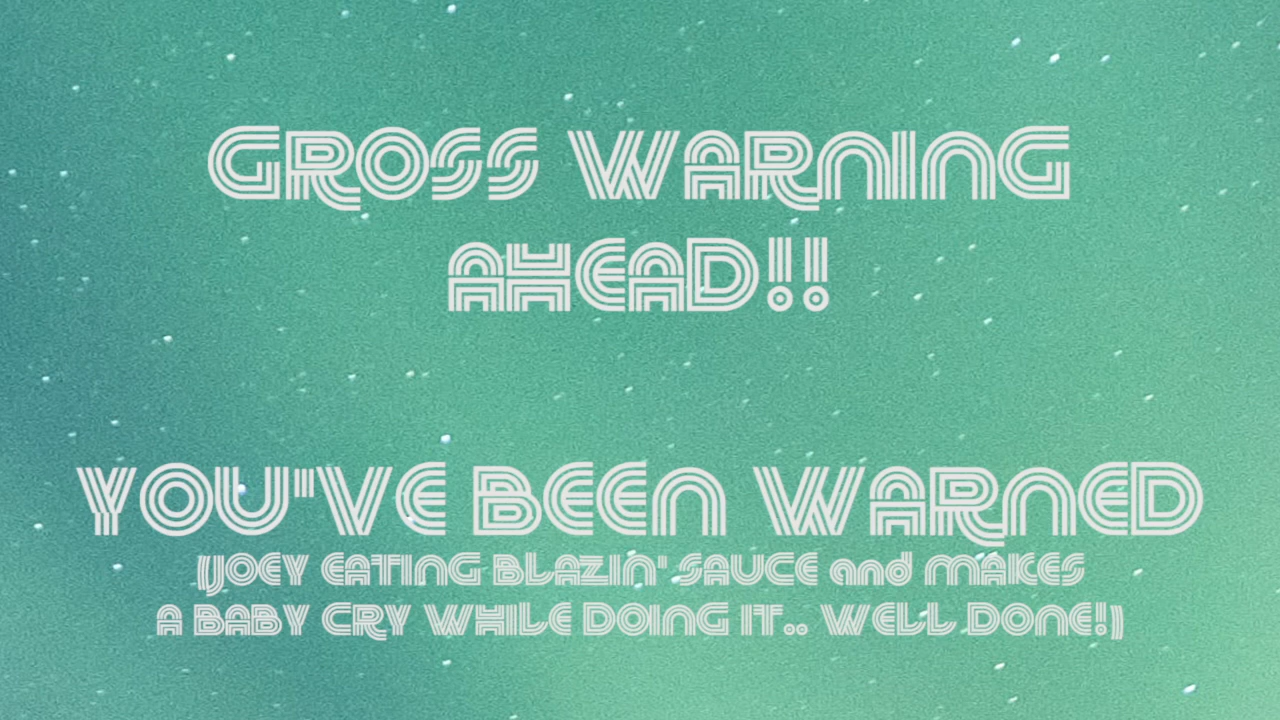 GROSS WARNING
AHEAD!!
YOU'VE BEEN WARNED
(JOEY EATING BLAZIN' SAUCE and MAKES
A BABY CRY WHILE DOING IT.. WELL DONE!)